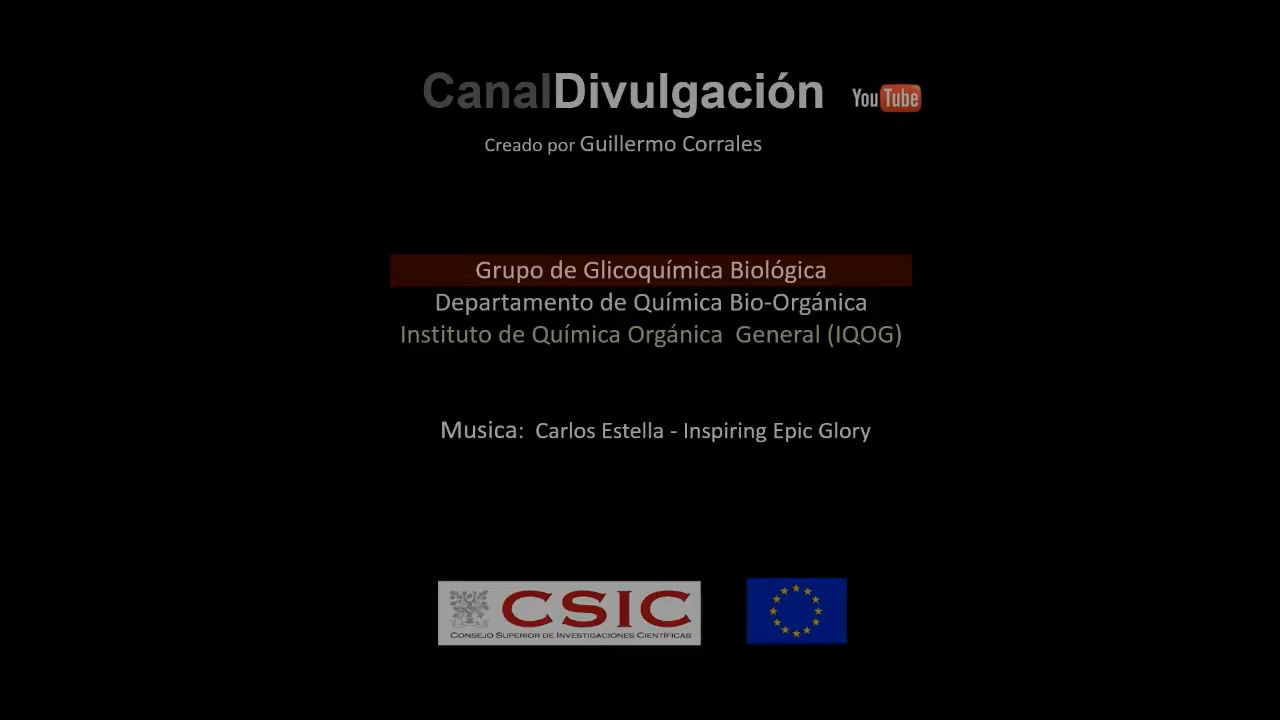 CanalDivulgación YouTube
Creado por Guillermo Corrales
Grupo de Glicoquímica Biológica
Departamento de Química Bio-Orgánica
Instituto de Química Orgánica  General (IQOG)
Musica:  Carlos Estella - Inspiring Epic Glory
CSIC
CONSEJO SUPERIOR DE INVESTIGACIONES CIENTÍFICAS